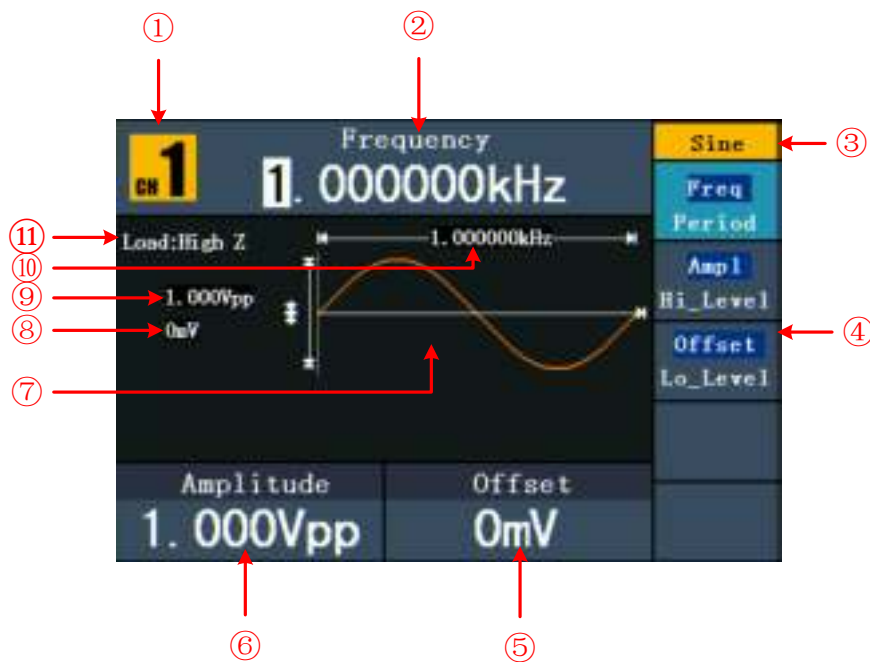 ① ②
Frequency
CH 1
1. 000000kHz
Sine
③
Freq
Period
⑪
Load:High Z
1. 000000kHz
⑩
Ampl
Hi_Level
⑨
1. 000Vpp
⑧
0mV
Offset
Lo_Level
④
⑦
Amplitude
Offset
1. 000Vpp
0mV
⑥ ⑤